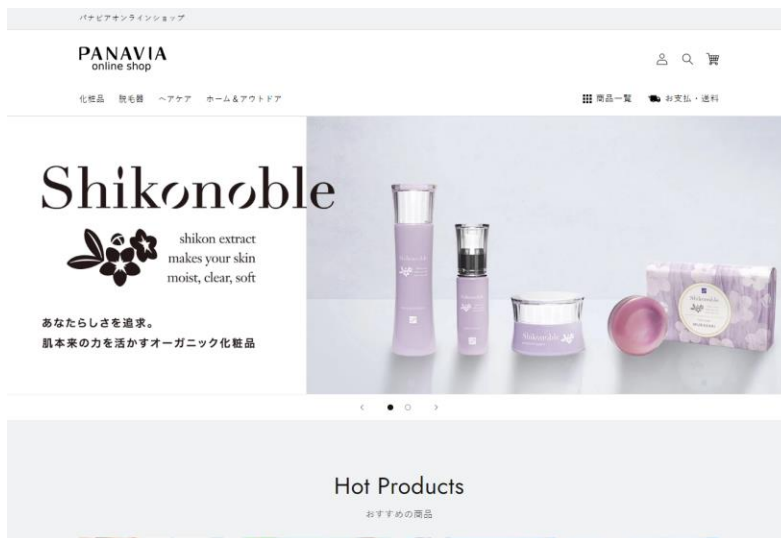 パナビアオンラインショップ
PANAVIA
online shop
化粧品 脱毛器 ヘアケア ホーム&アウトドア
商品一覧 お支払・送料
Shikonoble
shikon extract
makes your skin
moist, clear, soft
あなたらしさを追求。
肌本来の力を活かすオーガニック化粧品
Shikonoble
Shikonoble
Shikonoble
Shikonoble
Hot Products
おすすめの商品